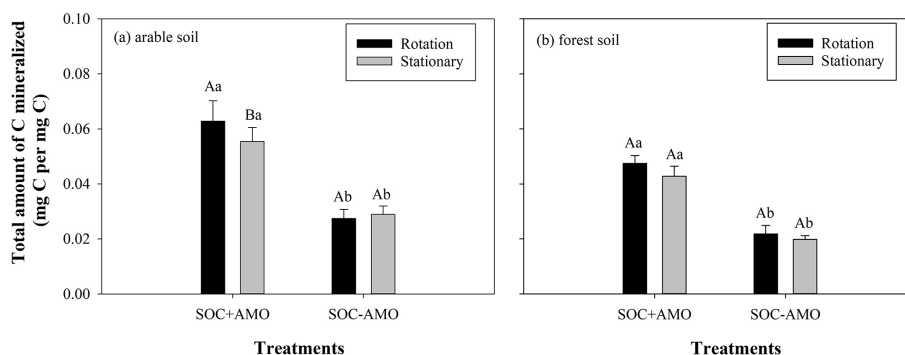 Total amount of C mineralized
(mg C per mg C)
0.10
0.08
0.06
0.04
0.02
0.00
(a) arable soil
Rotation
Stationary
Aa
Ba
Ab
Ab
SOC+AMO
SOC-AMO
Treatments
(b) forest soil
Rotation
Stationary
Aa
Aa
Ab
Ab
SOC+AMO
SOC-AMO
Treatments